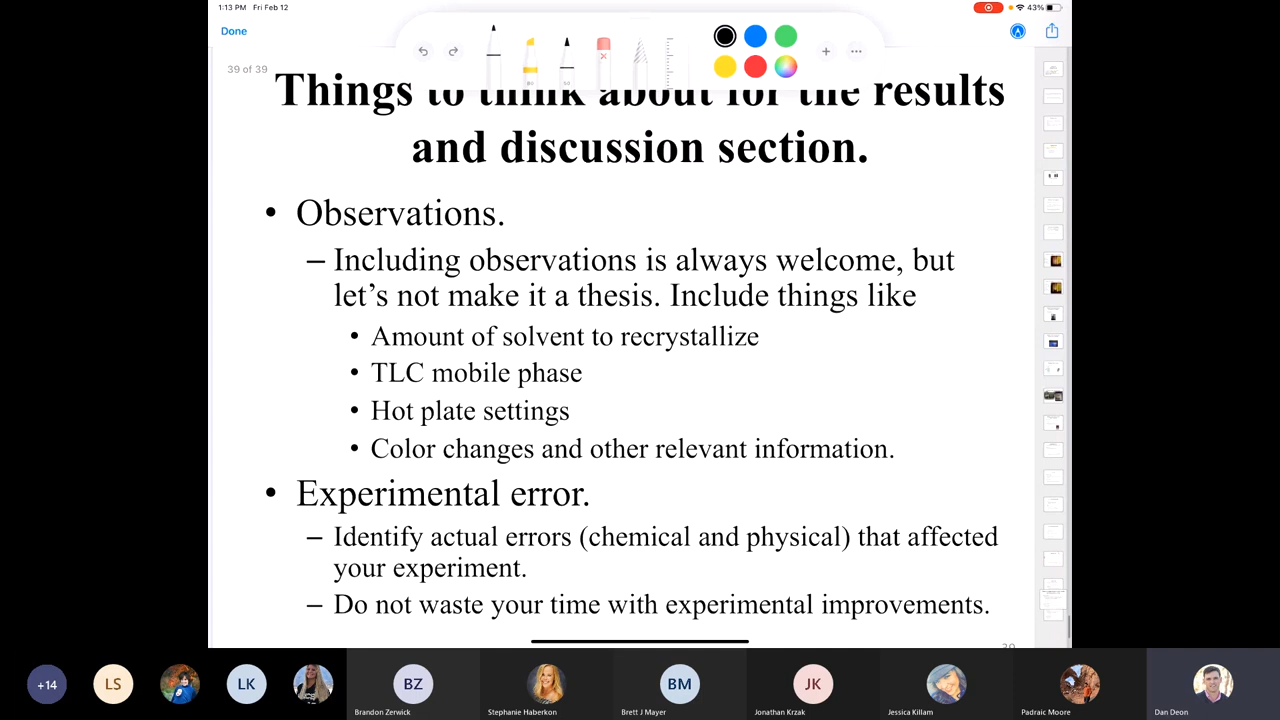 1:13 PM Fri Feb 12
43%
Done
39 of 39
Things to think about for the results
and discussion section.
• Observations.
– Including observations is always welcome, but
let’s not make it a thesis. Include things like
• Amount of solvent to recrystallize
• TLC mobile phase
• Hot plate settings
• Color changes and other relevant information.
• Experimental error.
– Identify actual errors (chemical and physical) that affected
your experiment.
– Do not waste your time with experimental improvements.
+14
LS
LK
BZ
BM
JK
Brandon Zerwick
Stephanie Haberkon
Brett J Mayer
Jonathan Krzak
Jessica Killam
Padraic Moore
Dan Deon